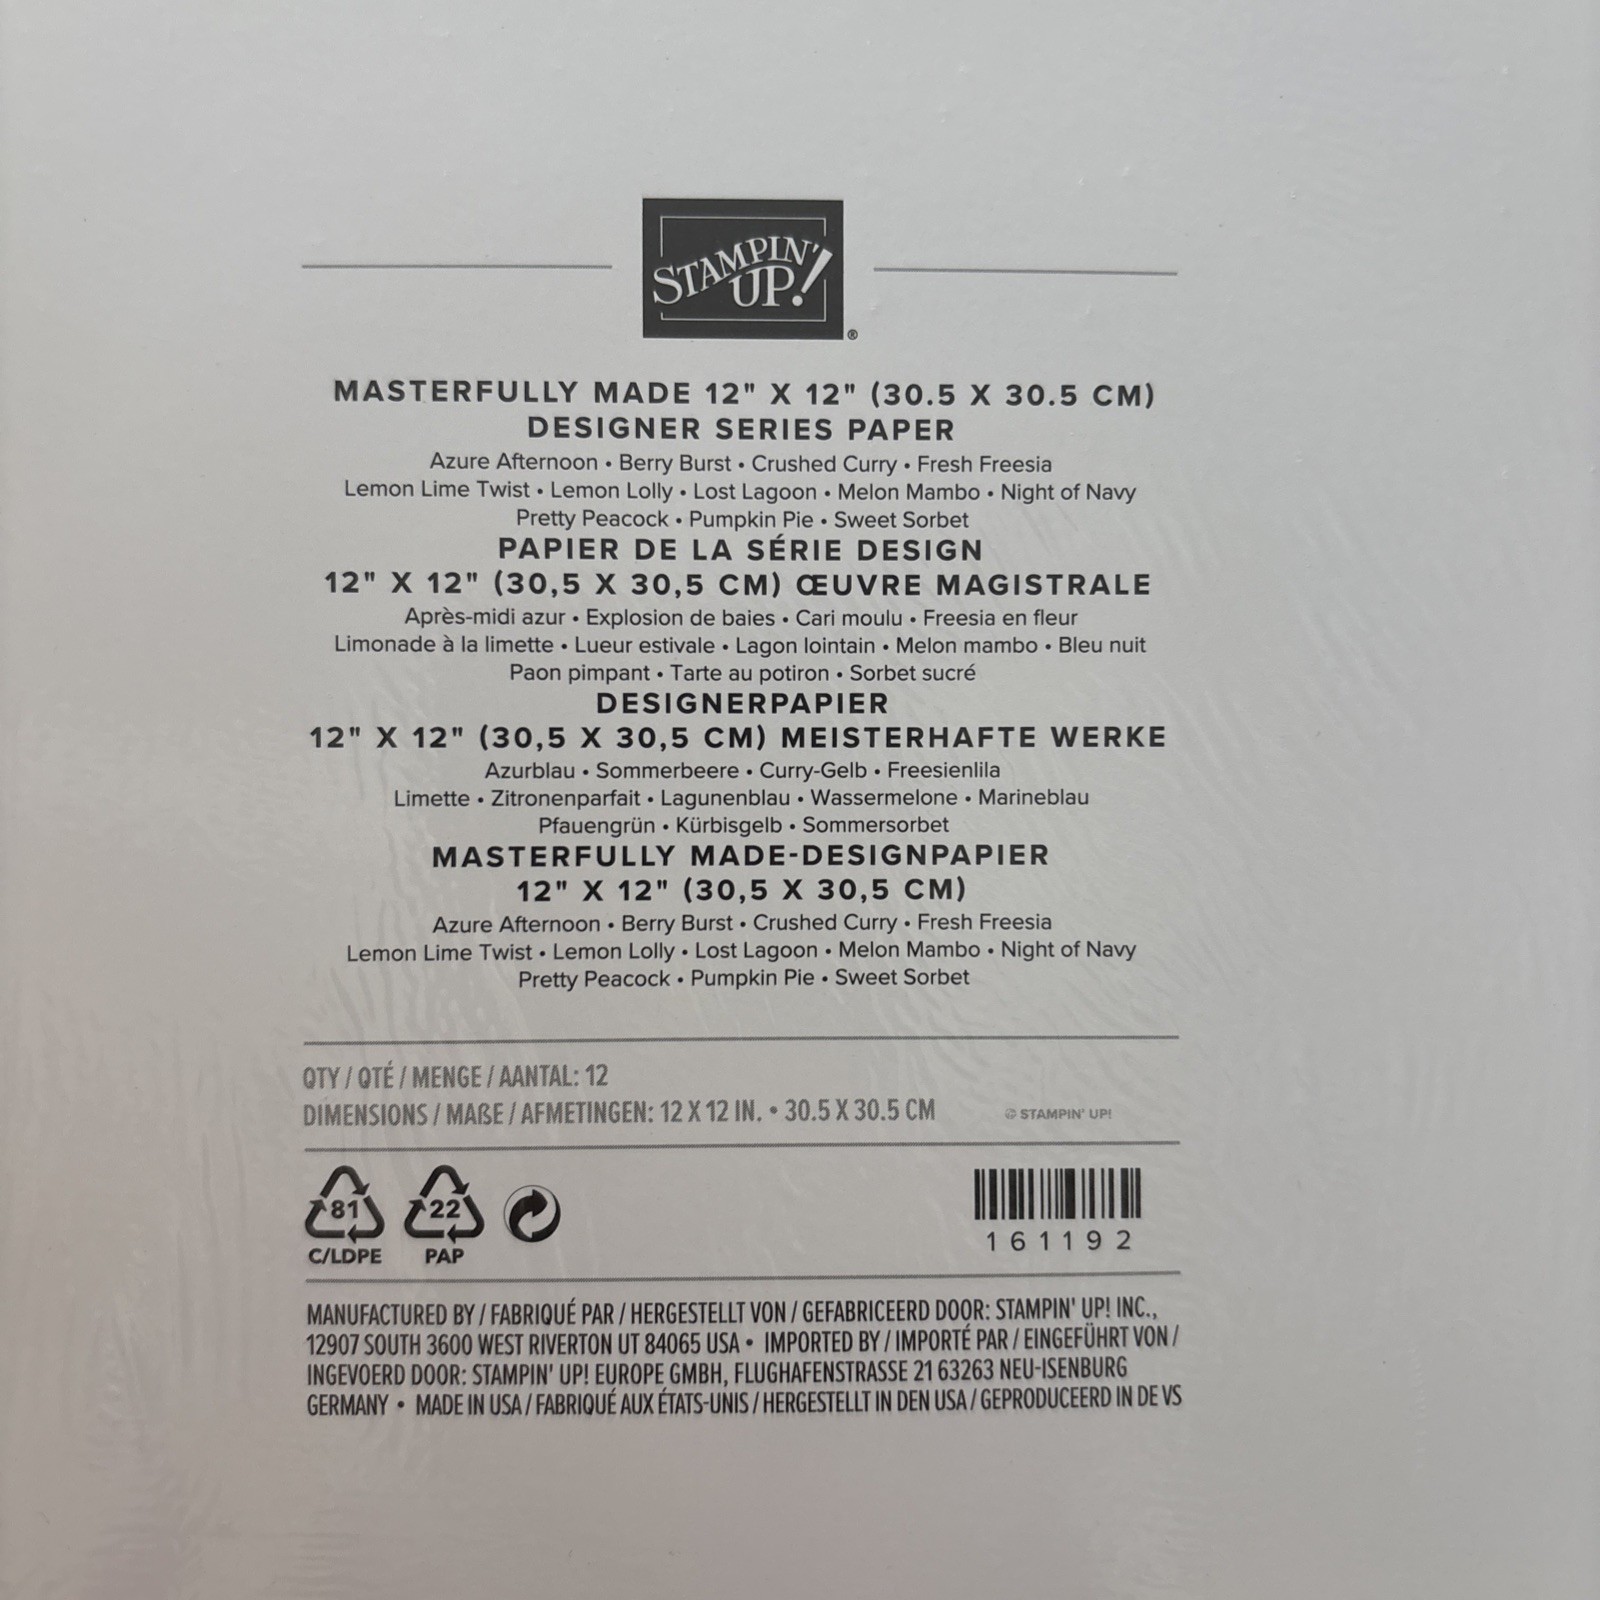 STAMPIN' UP!®
MASTERFULLY MADE 12" X 12" (30.5 X 30.5 CM)
DESIGNER SERIES PAPER
Azure Afternoon • Berry Burst • Crushed Curry • Fresh Freesia
Lemon Lime Twist • Lemon Lolly • Lost Lagoon • Melon Mambo • Night of Navy
Pretty Peacock • Pumpkin Pie • Sweet Sorbet
PAPIER DE LA SÉRIE DESIGN
12" X 12" (30,5 X 30,5 CM) ŒUVRE MAGISTRALE
Après-midi azur • Explosion de baies • Cari moulu • Freesia en fleur
Limonade à la limette • Lueur estivale • Lagon lointain • Melon mambo • Bleu nuit
Paon pimpant • Tarte au potiron • Sorbet sucré
DESIGNERPAPIER
12" X 12" (30,5 X 30,5 CM) MEISTERHAFTE WERKE
Azurblau • Sommerbeere • Curry-Gelb • Freesienlila
Limette • Zitronenparfait • Lagunenblau • Wassermelone • Marineblau
Pfauengrün • Kürbisgelb • Sommersorbet
MASTERFULLY MADE-DESIGNPAPIER
12" X 12" (30,5 X 30,5 CM)
Azure Afternoon • Berry Burst • Crushed Curry • Fresh Freesia
Lemon Lime Twist • Lemon Lolly • Lost Lagoon • Melon Mambo • Night of Navy
Pretty Peacock • Pumpkin Pie • Sweet Sorbet
QTY / QTÉ / MENGE / AANTAL: 12
DIMENSIONS / MAßE / AFMETINGEN: 12 X 12 IN. • 30.5 X 30.5 CM
© STAMPIN' UP!
81 22
C/LDPE PAP
161192
MANUFACTURED BY / FABRIQUÉ PAR / HERGESTELLT VON / GEFABRICEERD DOOR: STAMPIN' UP! INC.,
12907 SOUTH 3600 WEST RIVERTON UT 84065 USA • IMPORTED BY / IMPORTÉ PAR / EINGEFÜHRT VON /
INGEVOERD DOOR: STAMPIN' UP! EUROPE GMBH, FLUGHAFENSTRASSE 21 63263 NEU-ISENBURG
GERMANY • MADE IN USA / FABRIQUÉ AUX ÉTATS-UNIS / HERGESTELLT IN DEN USA / GEPRODUCEERD IN DE VS